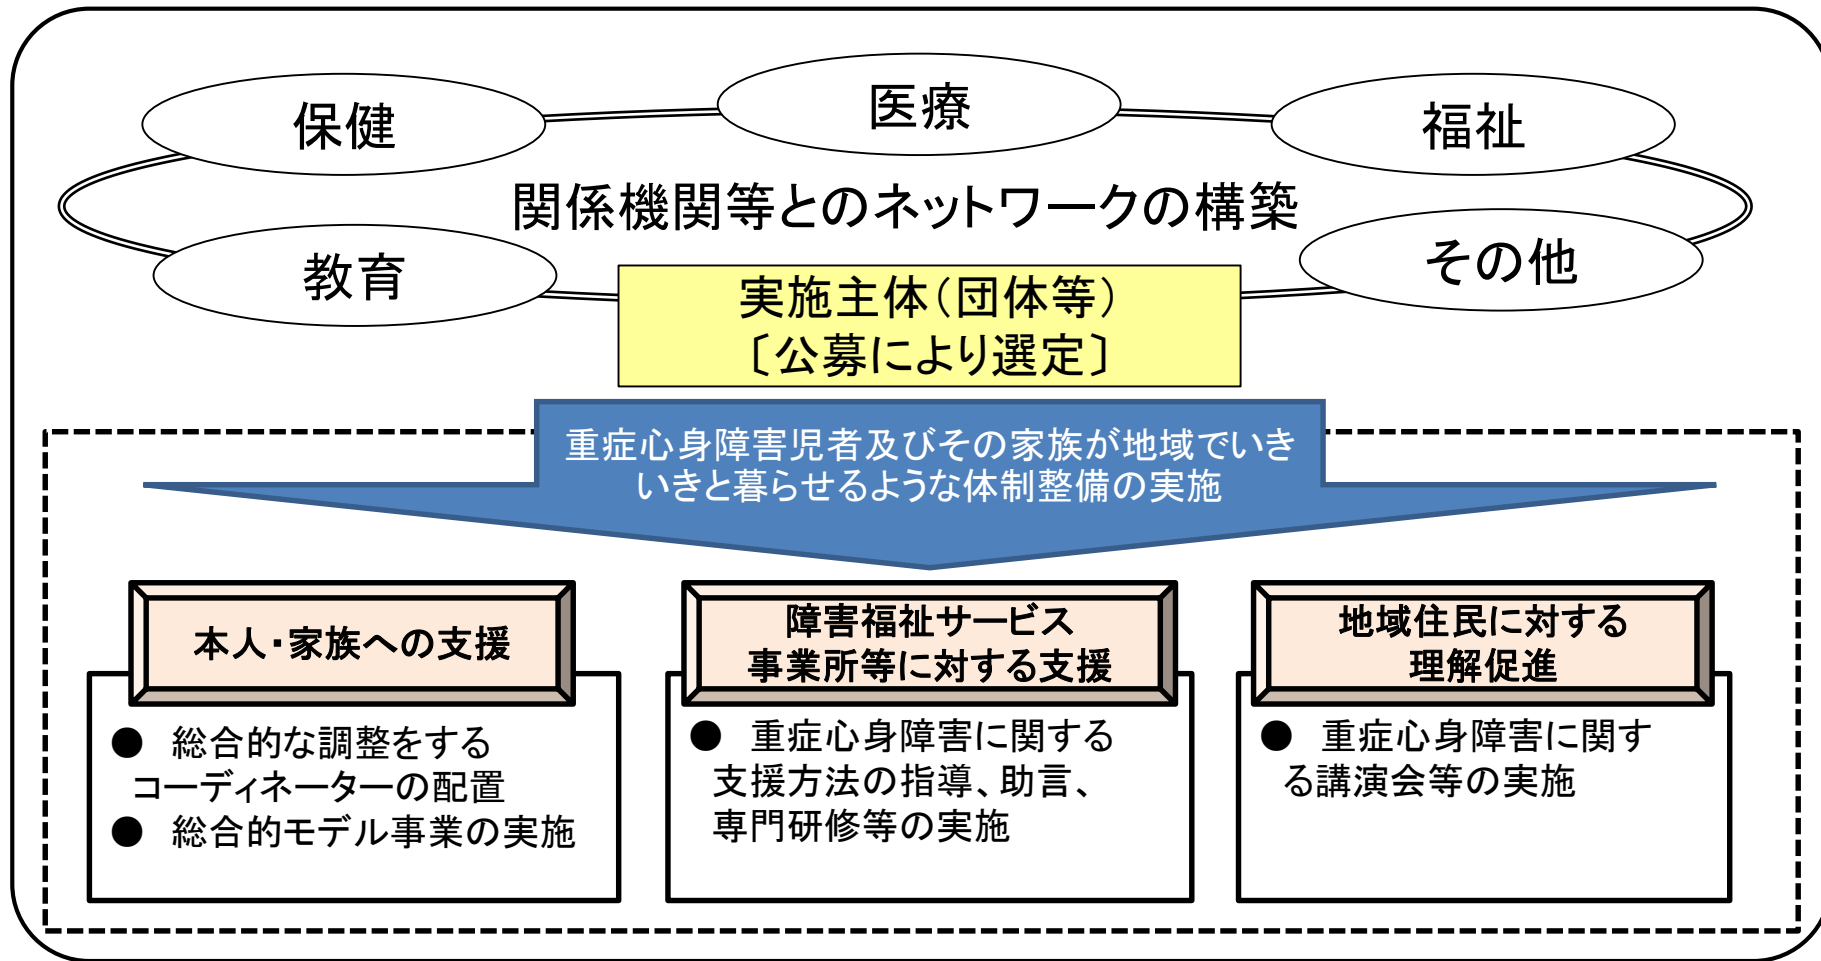 保健
医療
福祉
関係機関等とのネットワークの構築
教育
その他
実施主体(団体等)
〔公募により選定〕
重症心身障害児者及びその家族が地域でいき
いきと暮らせるような体制整備の実施
本人・家族への支援
● 総合的な調整をする
コーディネーターの配置
● 総合的モデル事業の実施
障害福祉サービス
事業所等に対する支援
● 重症心身障害に関する
支援方法の指導、助言、
専門研修等の実施
地域住民に対する
理解促進
● 重症心身障害に関す
る講演会等の実施